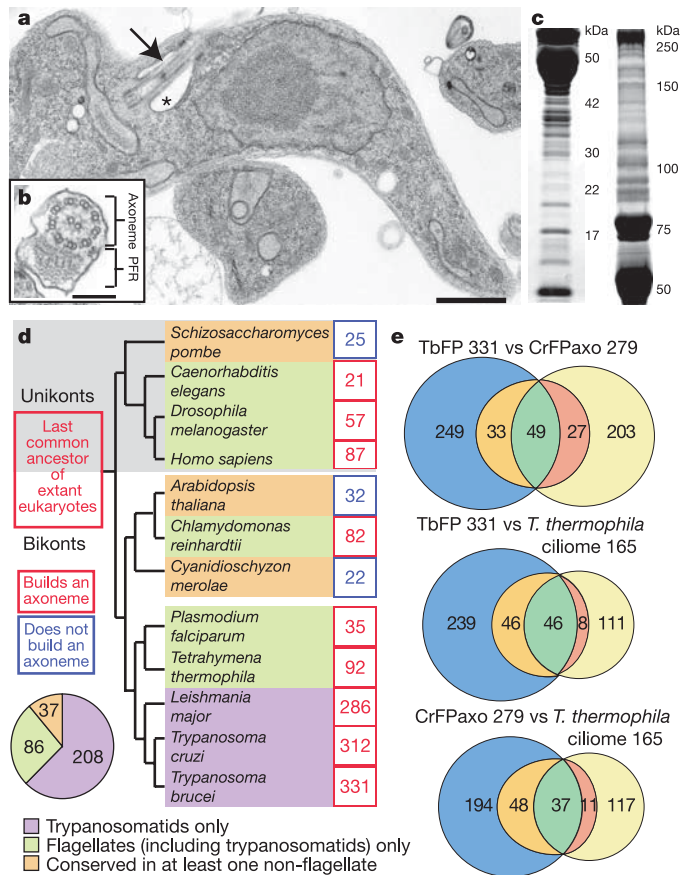 a
*
b
Axoneme
PFR
c
kDa
50
42
30
22
17
kDa
250
150
100
75
50
d
Unikonts
Last
common
ancestor
of
extant
eukaryotes
Bikonts
Builds an
axoneme
Does not
build an
axoneme
Schizosaccharomyces
pombe
25
Caenorhabditis
elegans
21
Drosophila
melanogaster
57
Homo sapiens
87
Arabidopsis
thaliana
32
Chlamydomonas
reinhardtii
82
Cyanidioschyzon
merolae
22
Plasmodium
falciparum
35
Tetrahymena
thermophila
92
Leishmania
major
286
Trypanosoma
cruzi
312
Trypanosoma
brucei
331
37
86
208
Trypanosomatids only
Flagellates (including trypanosomatids) only
Conserved in at least one non-flagellate
e
TbFP 331 vs CrFPaxo 279
249 33 49 27 203
TbFP 331 vs T. thermophila
ciliome 165
239 46 46 8 111
CrFPaxo 279 vs T. thermophila
ciliome 165
194 48 37 11 117